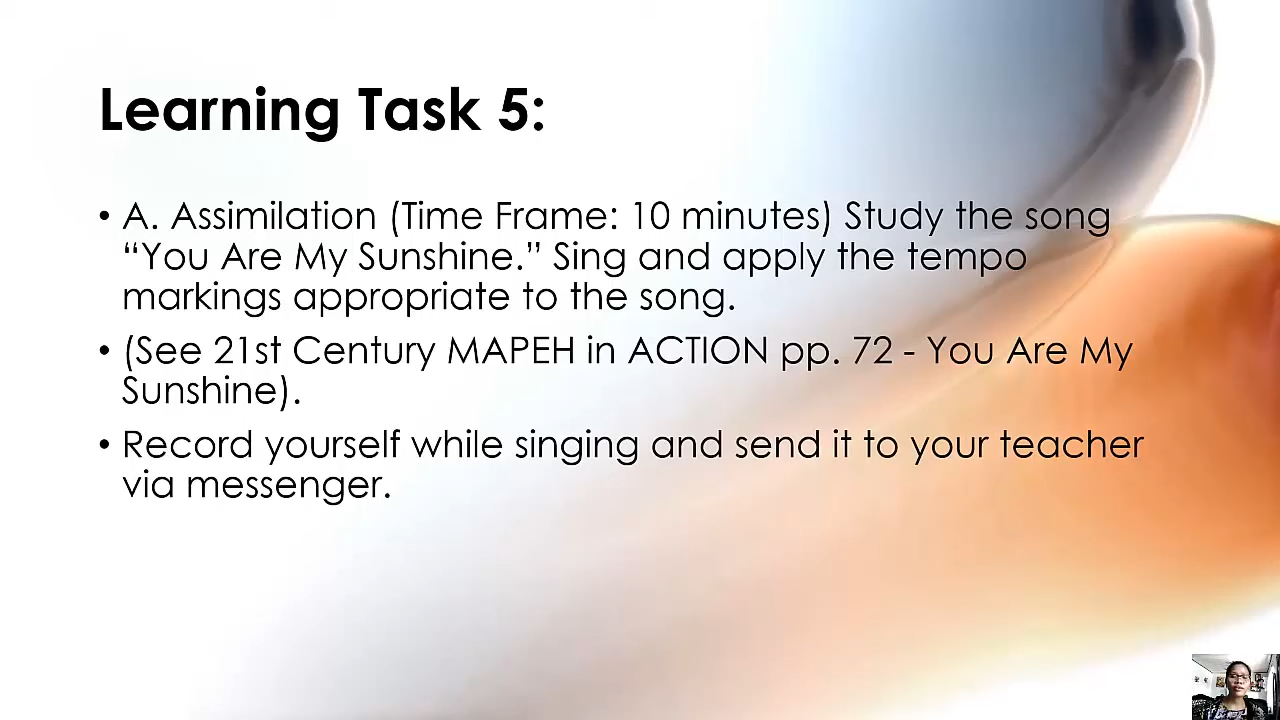 Learning Task 5:
• A. Assimilation (Time Frame: 10 minutes) Study the song
“You Are My Sunshine.” Sing and apply the tempo
markings appropriate to the song.
• (See 21st Century MAPEH in ACTION pp. 72 - You Are My
Sunshine).
• Record yourself while singing and send it to your teacher
via messenger.